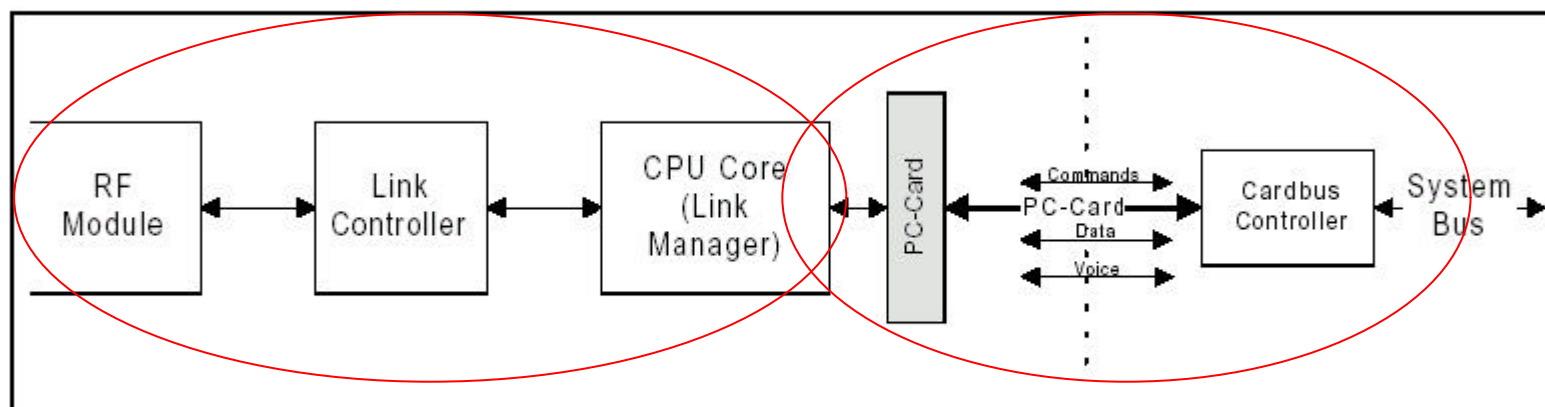 RF
Module
Link
Controller
CPU Core
(Link
Manager)
PC-Card
Commands
PC-Card
Data
Voice
Cardbus
Controller
System
Bus